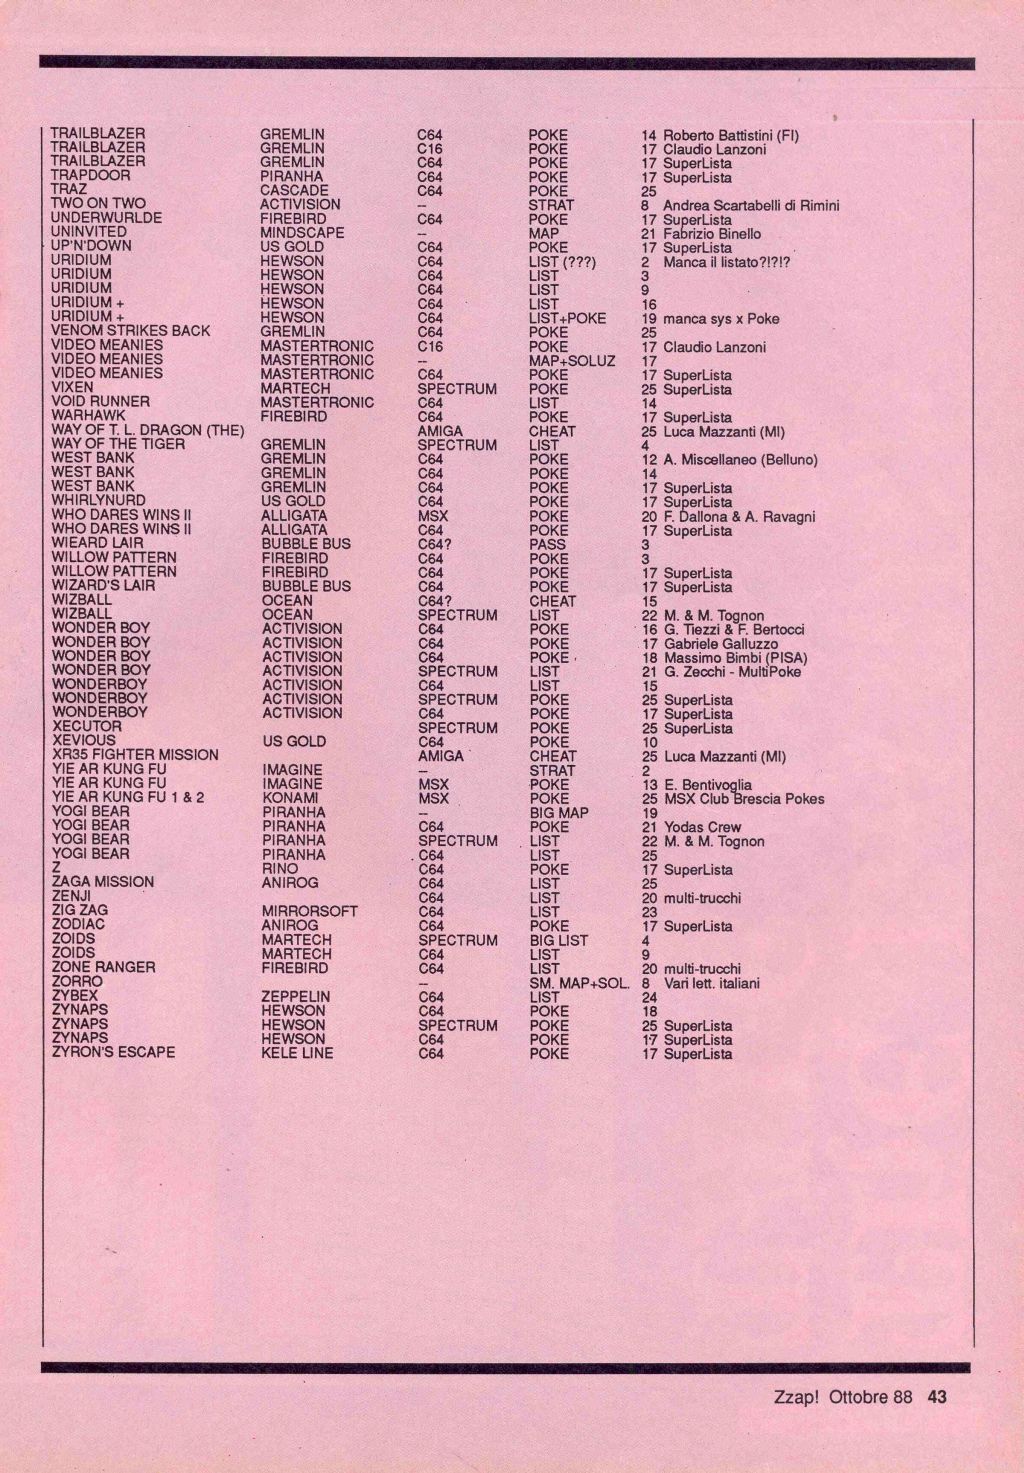 TRAILBLAZER GREMLIN C64 POKE 14 Roberto Battistini (FI)
TRAILBLAZER GREMLIN C16 POKE 17 Claudio Lanzoni
TRAILBLAZER GREMLIN C64 POKE 17 SuperLista
TRAPDOOR PIRANHA C64 POKE 17 SuperLista
TRAZ CASCADE C64 POKE 25
TWO ON TWO ACTIVISION -- STRAT 8 Andrea Scartabelli di Rimini
UNDERWURLDE FIREBIRD C64 POKE 17 SuperLista
UNINVITED MINDSCAPE -- MAP 21 Fabrizio Binello
UP'N'DOWN US GOLD C64 POKE 17 SuperLista
URIDIUM HEWSON C64 LIST (???) 2 Manca il listato?!?!?
URIDIUM HEWSON C64 LIST 3
URIDIUM HEWSON C64 LIST 9
URIDIUM + HEWSON C64 LIST 16
URIDIUM + HEWSON C64 LIST+POKE 19 manca sys x Poke
VENOM STRIKES BACK GREMLIN C64 POKE 25
VIDEO MEANIES MASTERTRONIC C16 POKE 17 Claudio Lanzoni
VIDEO MEANIES MASTERTRONIC -- MAP+SOLUZ 17
VIDEO MEANIES MASTERTRONIC C64 POKE 17 SuperLista
VIXEN MARTECH SPECTRUM POKE 25 SuperLista
VOID RUNNER MASTERTRONIC C64 LIST 14
WARHAWK FIREBIRD C64 POKE 17 SuperLista
WAY OF T. L. DRAGON (THE) AMIGA CHEAT 25 Luca Mazzanti (MI)
WAY OF THE TIGER GREMLIN SPECTRUM LIST 4
WEST BANK GREMLIN C64 POKE 12 A. Miscellaneo (Belluno)
WEST BANK GREMLIN C64 POKE 14
WEST BANK GREMLIN C64 POKE 17 SuperLista
WHIRLYNURD US GOLD C64 POKE 17 SuperLista
WHO DARES WINS II ALLIGATA MSX POKE 20 F. Dallona & A. Ravagni
WHO DARES WINS II ALLIGATA C64 POKE 17 SuperLista
WIEARD LAIR BUBBLE BUS C64? PASS 3
WILLOW PATTERN FIREBIRD C64 POKE 3
WILLOW PATTERN FIREBIRD C64 POKE 17 SuperLista
WIZARD'S LAIR BUBBLE BUS C64 POKE 17 SuperLista
WIZBALL OCEAN C64? CHEAT 15
WIZBALL OCEAN SPECTRUM LIST 22 M. & M. Tognon
WONDER BOY ACTIVISION C64 POKE 16 G. Tiezzi & F. Bertocci
WONDER BOY ACTIVISION C64 POKE 17 Gabriele Galluzzo
WONDER BOY ACTIVISION C64 POKE 18 Massimo Bimbi (PISA)
WONDER BOY ACTIVISION SPECTRUM LIST 21 G. Zecchi - MultiPoke
WONDERBOY ACTIVISION C64 LIST 15
WONDERBOY ACTIVISION SPECTRUM POKE 25 SuperLista
WONDERBOY ACTIVISION C64 POKE 17 SuperLista
XECUTOR SPECTRUM POKE 25 SuperLista
XEVIOUS US GOLD C64 POKE 10
XR35 FIGHTER MISSION AMIGA CHEAT 25 Luca Mazzanti (MI)
YIE AR KUNG FU IMAGINE -- STRAT 2
YIE AR KUNG FU IMAGINE MSX POKE 13 E. Bentivoglia
YIE AR KUNG FU 1 & 2 KONAMI MSX POKE 25 MSX Club Brescia Pokes
YOGI BEAR PIRANHA -- BIG MAP 19
YOGI BEAR PIRANHA C64 POKE 21 Yodas Crew
YOGI BEAR PIRANHA SPECTRUM LIST 22 M. & M. Tognon
YOGI BEAR PIRANHA C64 LIST 25
Z RINO C64 POKE 17 SuperLista
ZAGA MISSION ANIROG C64 LIST 25
ZENJI C64 LIST 20 multi-trucchi
ZIG ZAG MIRRORSOFT C64 LIST 23
ZODIAC ANIROG C64 POKE 17 SuperLista
ZOIDS MARTECH SPECTRUM BIG LIST 4
ZOIDS MARTECH C64 LIST 9
ZONE RANGER FIREBIRD C64 LIST 20 multi-trucchi
ZORRO -- SM. MAP+SOL. 8 Vari lett. italiani
ZYBEX ZEPPELIN C64 LIST 24
ZYNAPS HEWSON C64 POKE 18
ZYNAPS HEWSON SPECTRUM POKE 25 SuperLista
ZYNAPS HEWSON C64 POKE 17 SuperLista
ZYRON'S ESCAPE KELE LINE C64 POKE 17 SuperLista
Zzap! Ottobre 88 43